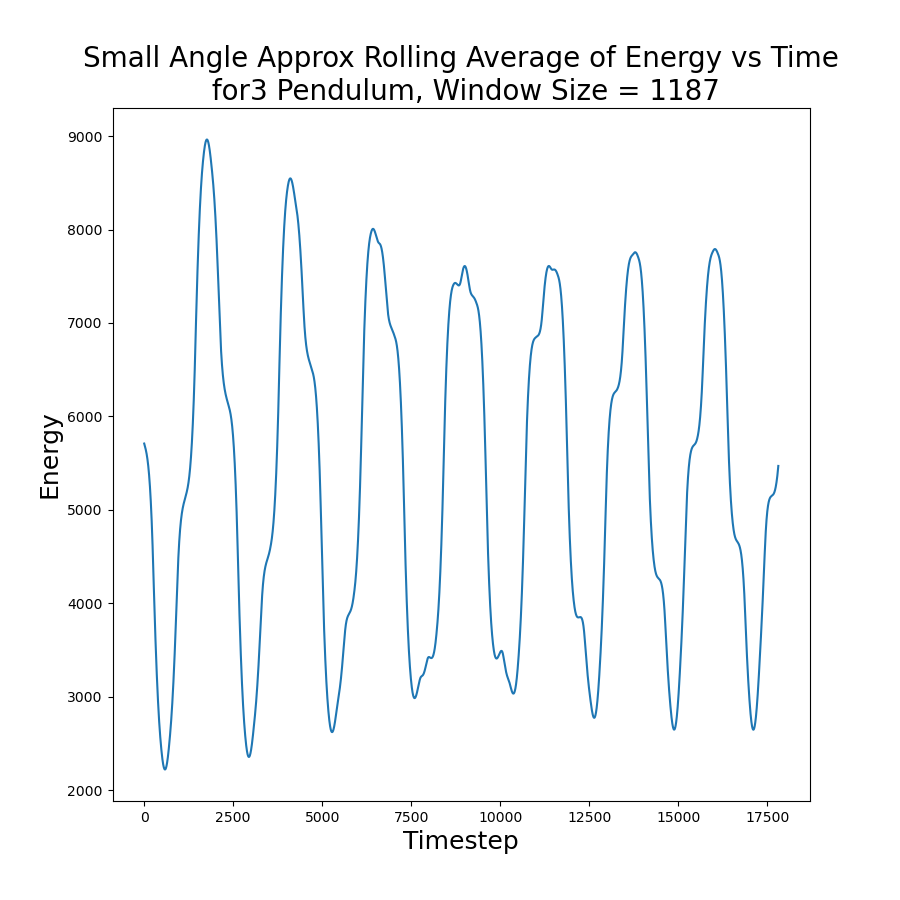 Small Angle Approx Rolling Average of Energy vs Time
for3 Pendulum, Window Size = 1187
9000
8000
7000
6000
5000
4000
3000
2000
Energy
0 2500 5000 7500 10000 12500 15000 17500
Timestep